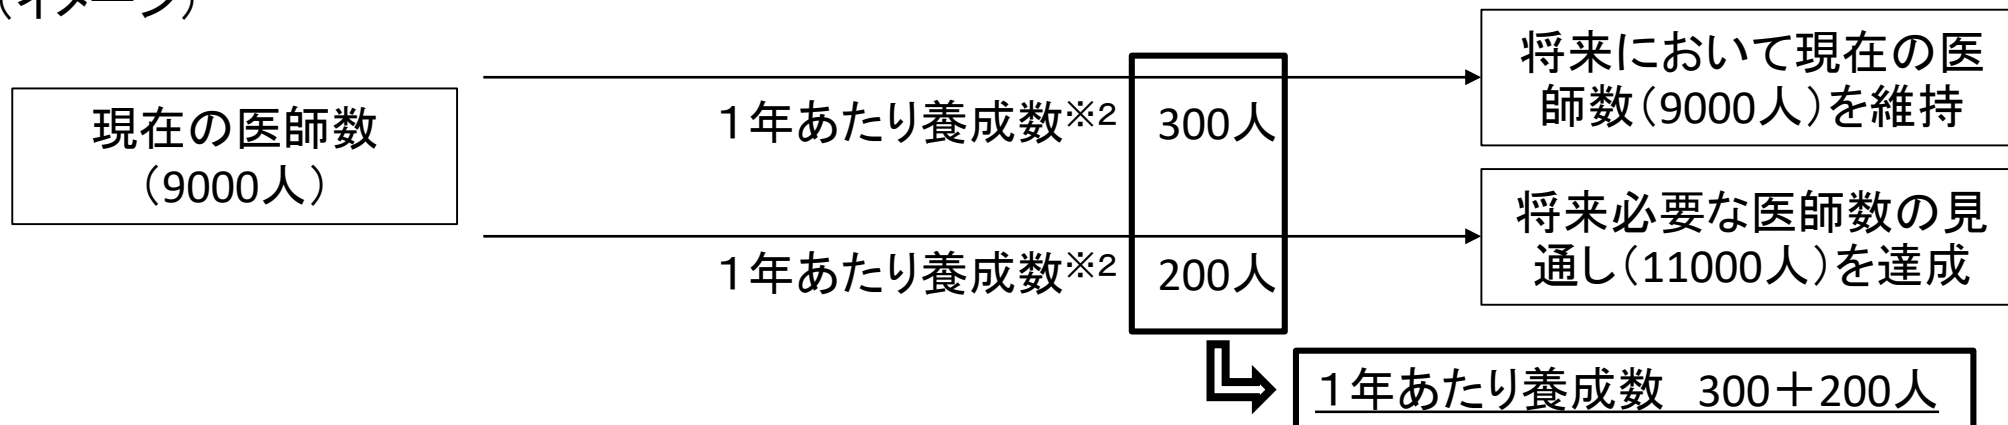 (イメージ)
現在の医師数
(9000人)
1年あたり養成数※2 300人
将来において現在の医
師数(9000人)を維持
1年あたり養成数※2 200人
将来必要な医師数の見
通し(11000人)を達成
1年あたり養成数 300+200人